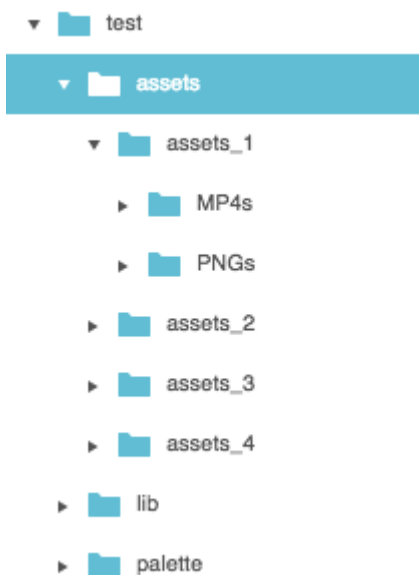 test
assets
assets_1
MP4s
PNGs
assets_2
assets_3
assets_4
lib
palette